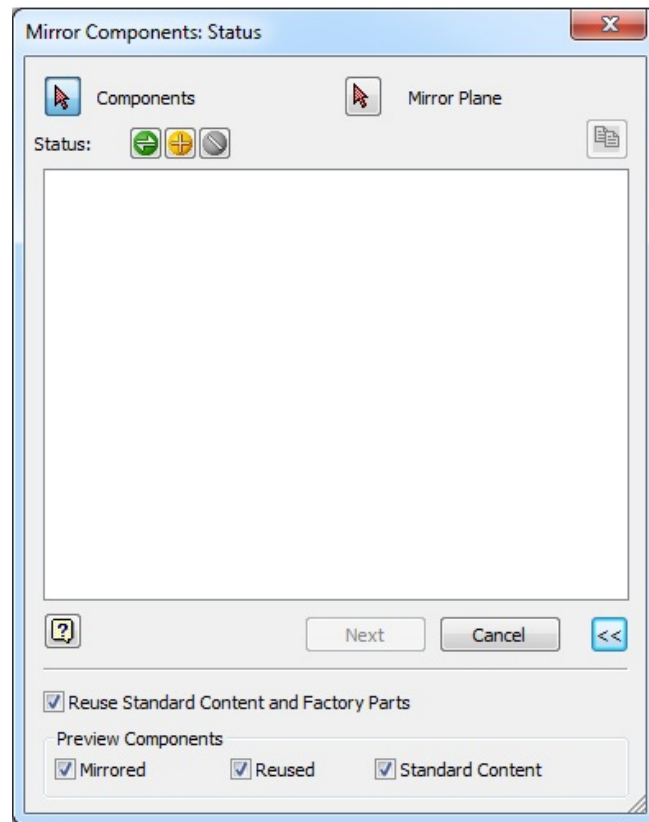 Mirror Components: Status
Components Mirror Plane
Status:
Next Cancel <<
Reuse Standard Content and Factory Parts
Preview Components
Mirrored Reused Standard Content